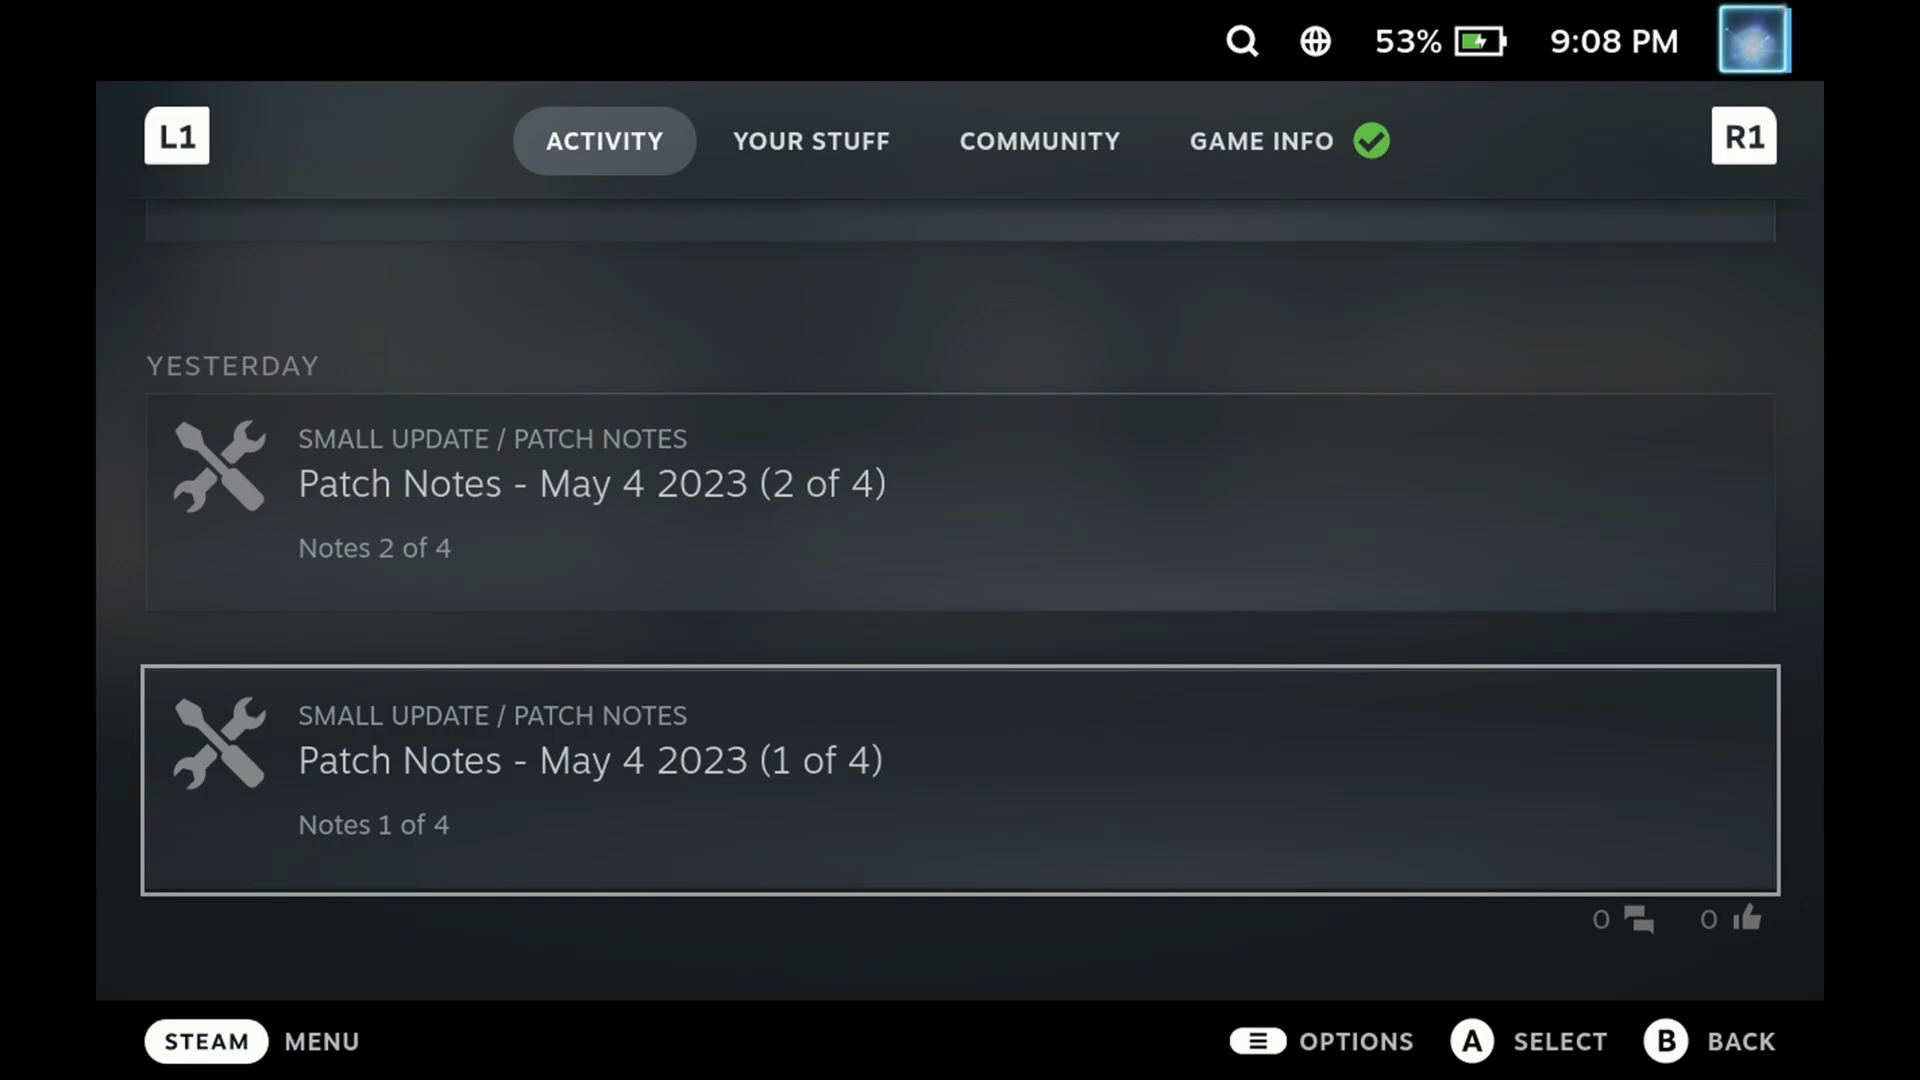 53% 9:08 PM
L1 ACTIVITY YOUR STUFF COMMUNITY GAME INFO R1
YESTERDAY
SMALL UPDATE / PATCH NOTES
Patch Notes - May 4 2023 (2 of 4)
Notes 2 of 4
SMALL UPDATE / PATCH NOTES
Patch Notes - May 4 2023 (1 of 4)
Notes 1 of 4
0 0
STEAM MENU OPTIONS A SELECT B BACK